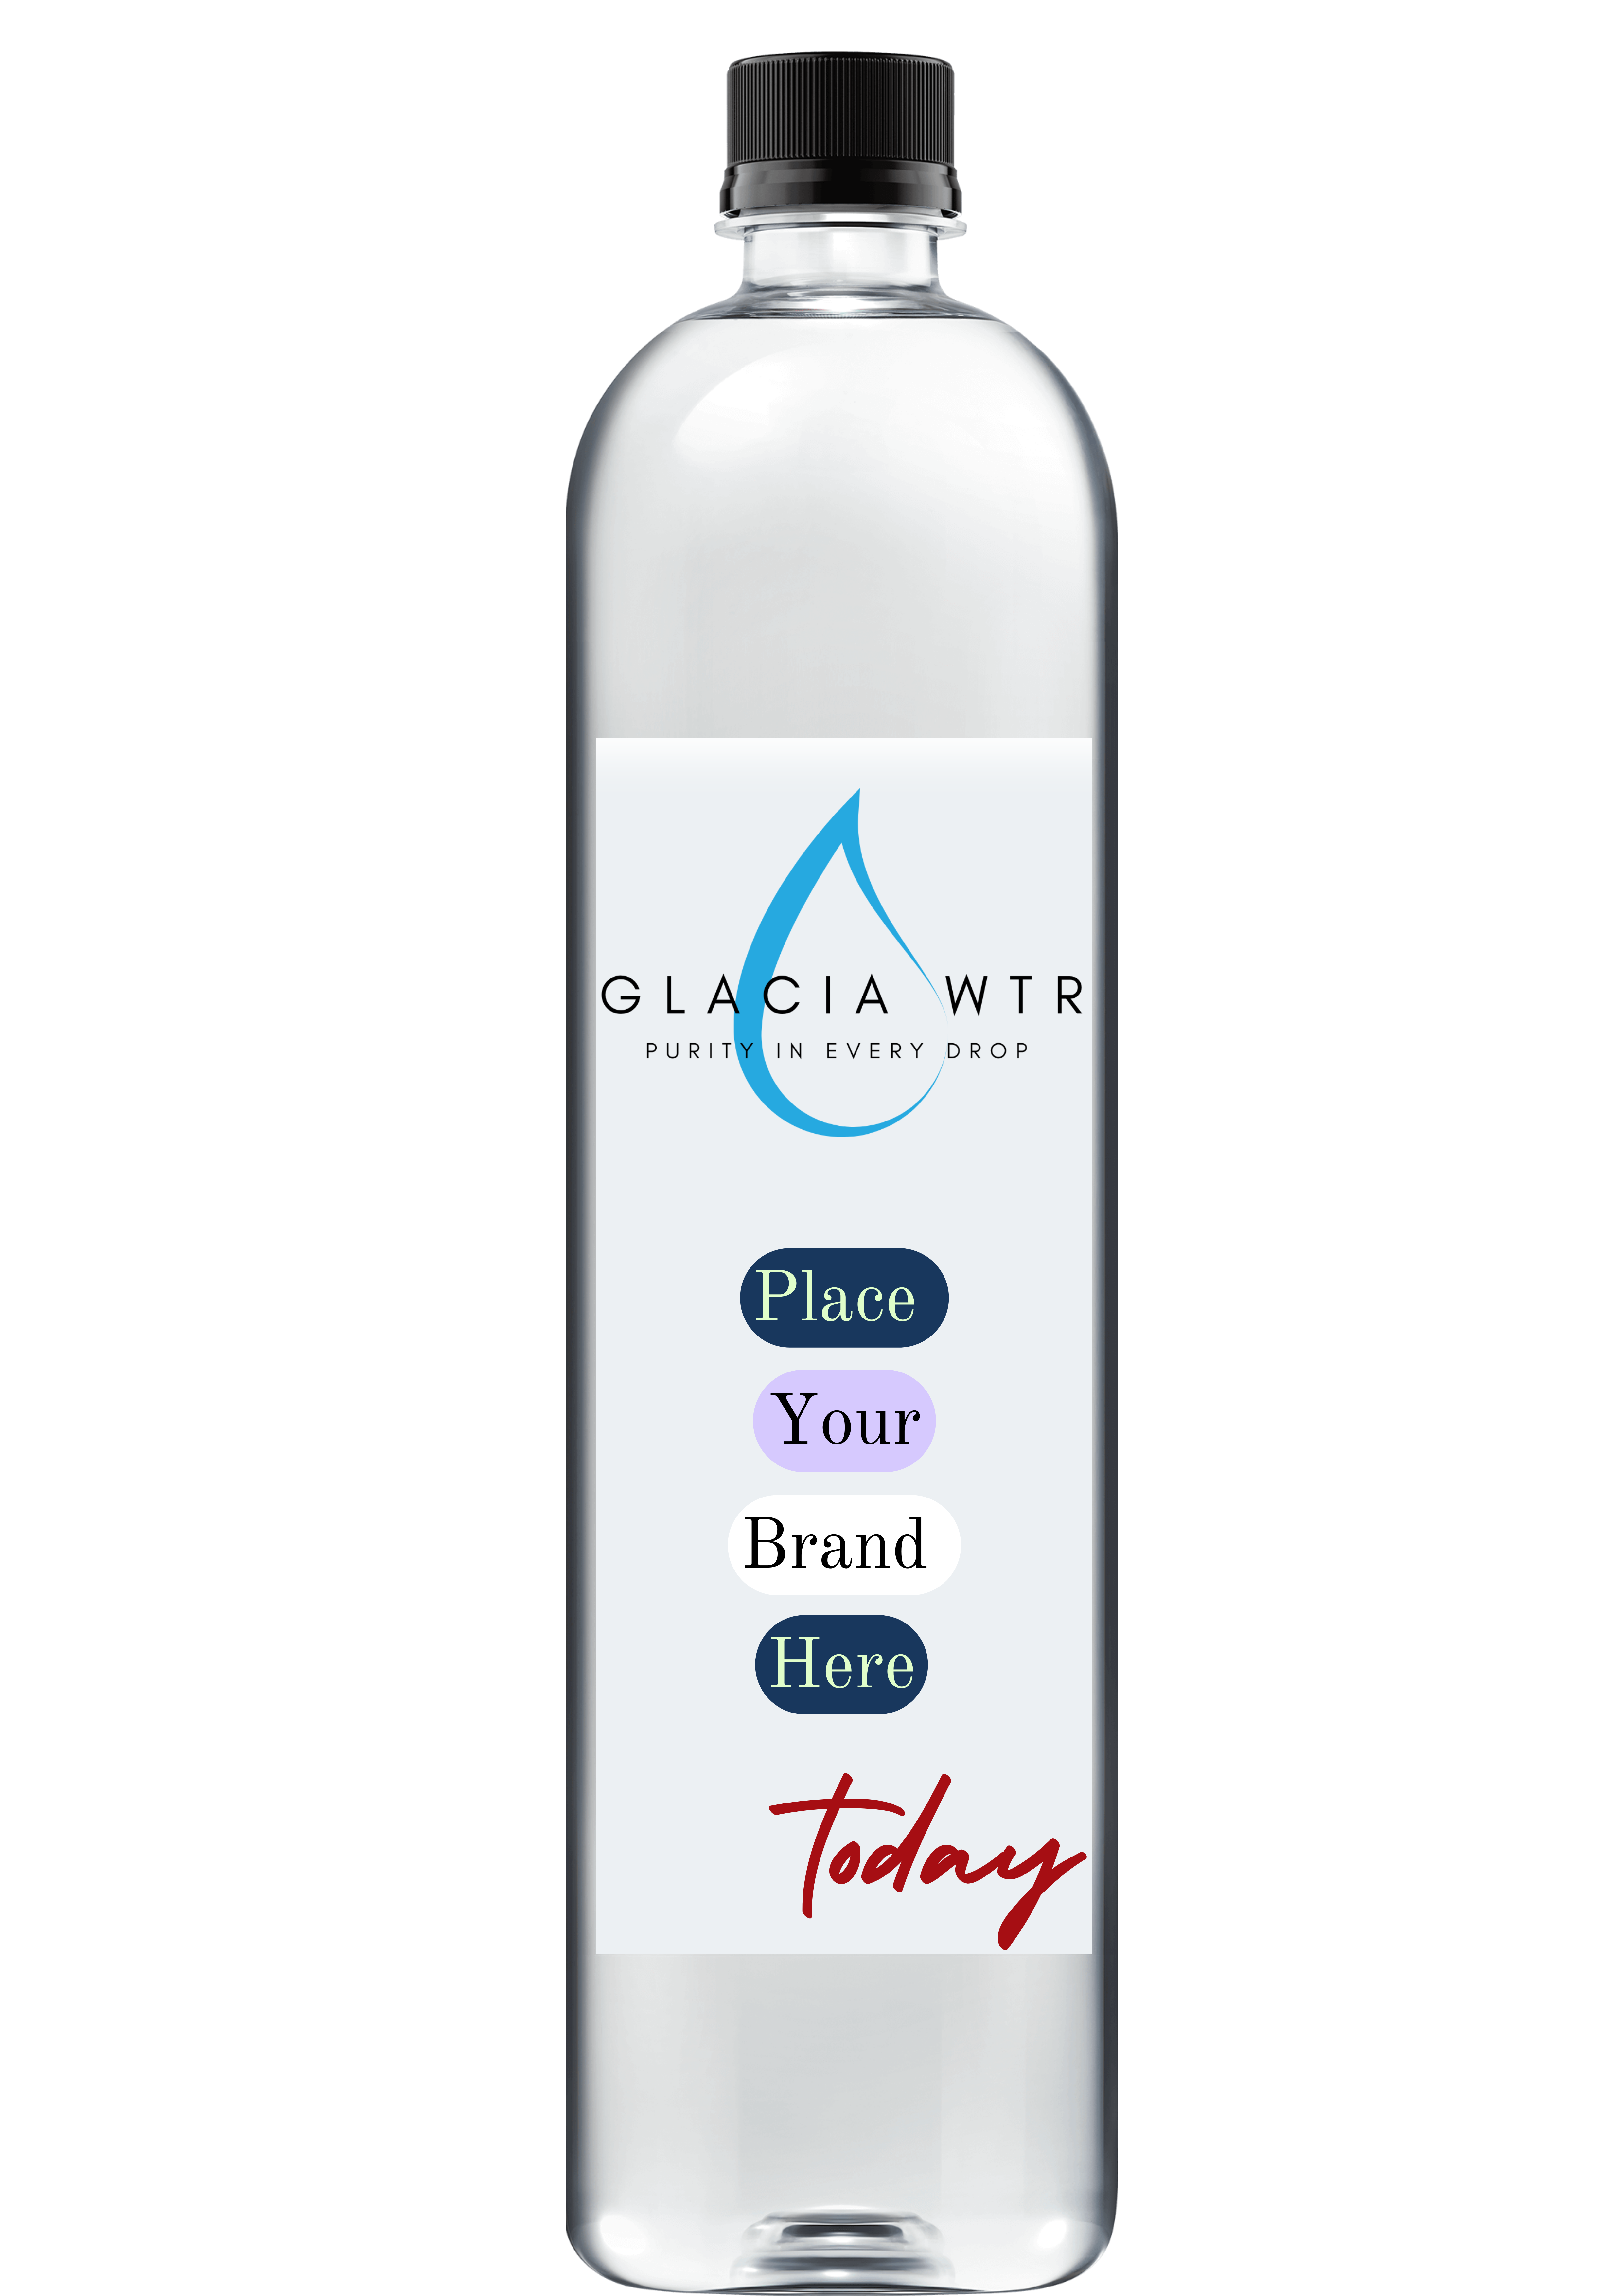 GLACIA WTR
PURITY IN EVERY DROP
Place
Your
Brand
Here
Today